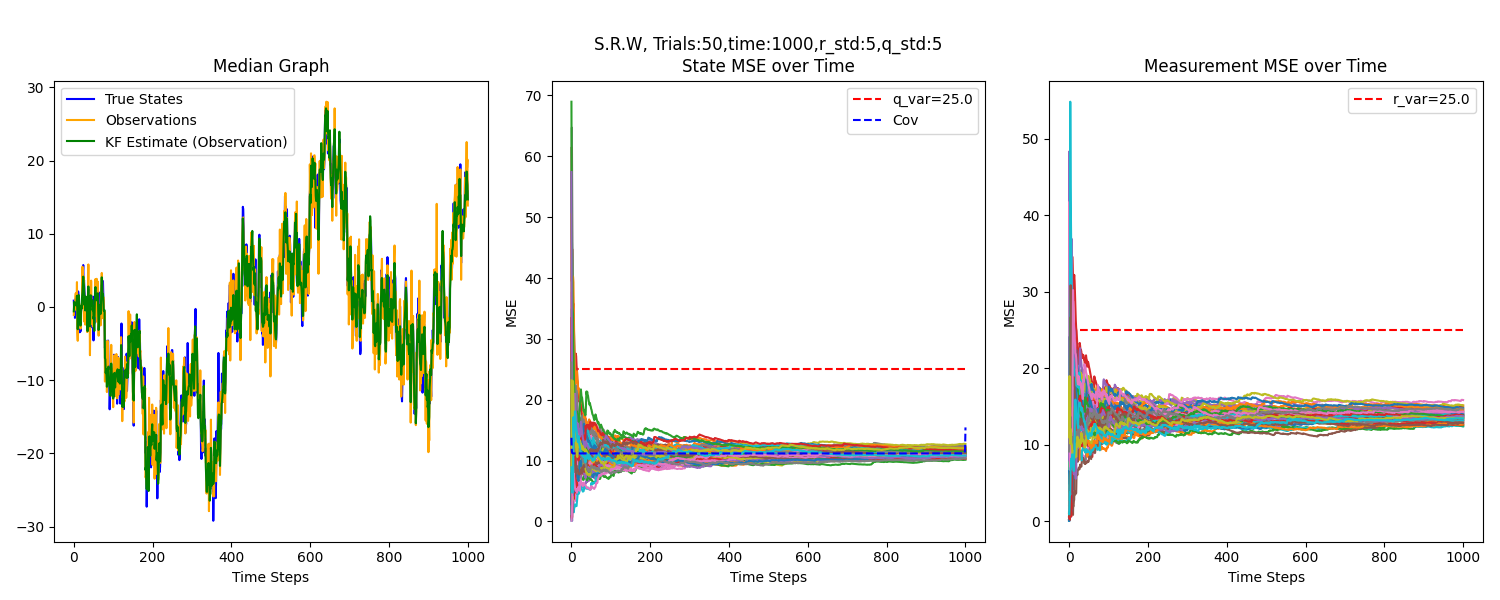 S.R.W, Trials:50,time:1000,r_std:5,q_std:5
Median Graph
30
20
10
0
−10
−20
−30
True States
Observations
KF Estimate (Observation)
0
200
400
600
800
1000
Time Steps
State MSE over Time
MSE
70
60
50
40
30
20
10
0
q_var=25.0
Cov
0
200
400
600
800
1000
Time Steps
Measurement MSE over Time
MSE
50
40
30
20
10
0
r_var=25.0
0
200
400
600
800
1000
Time Steps